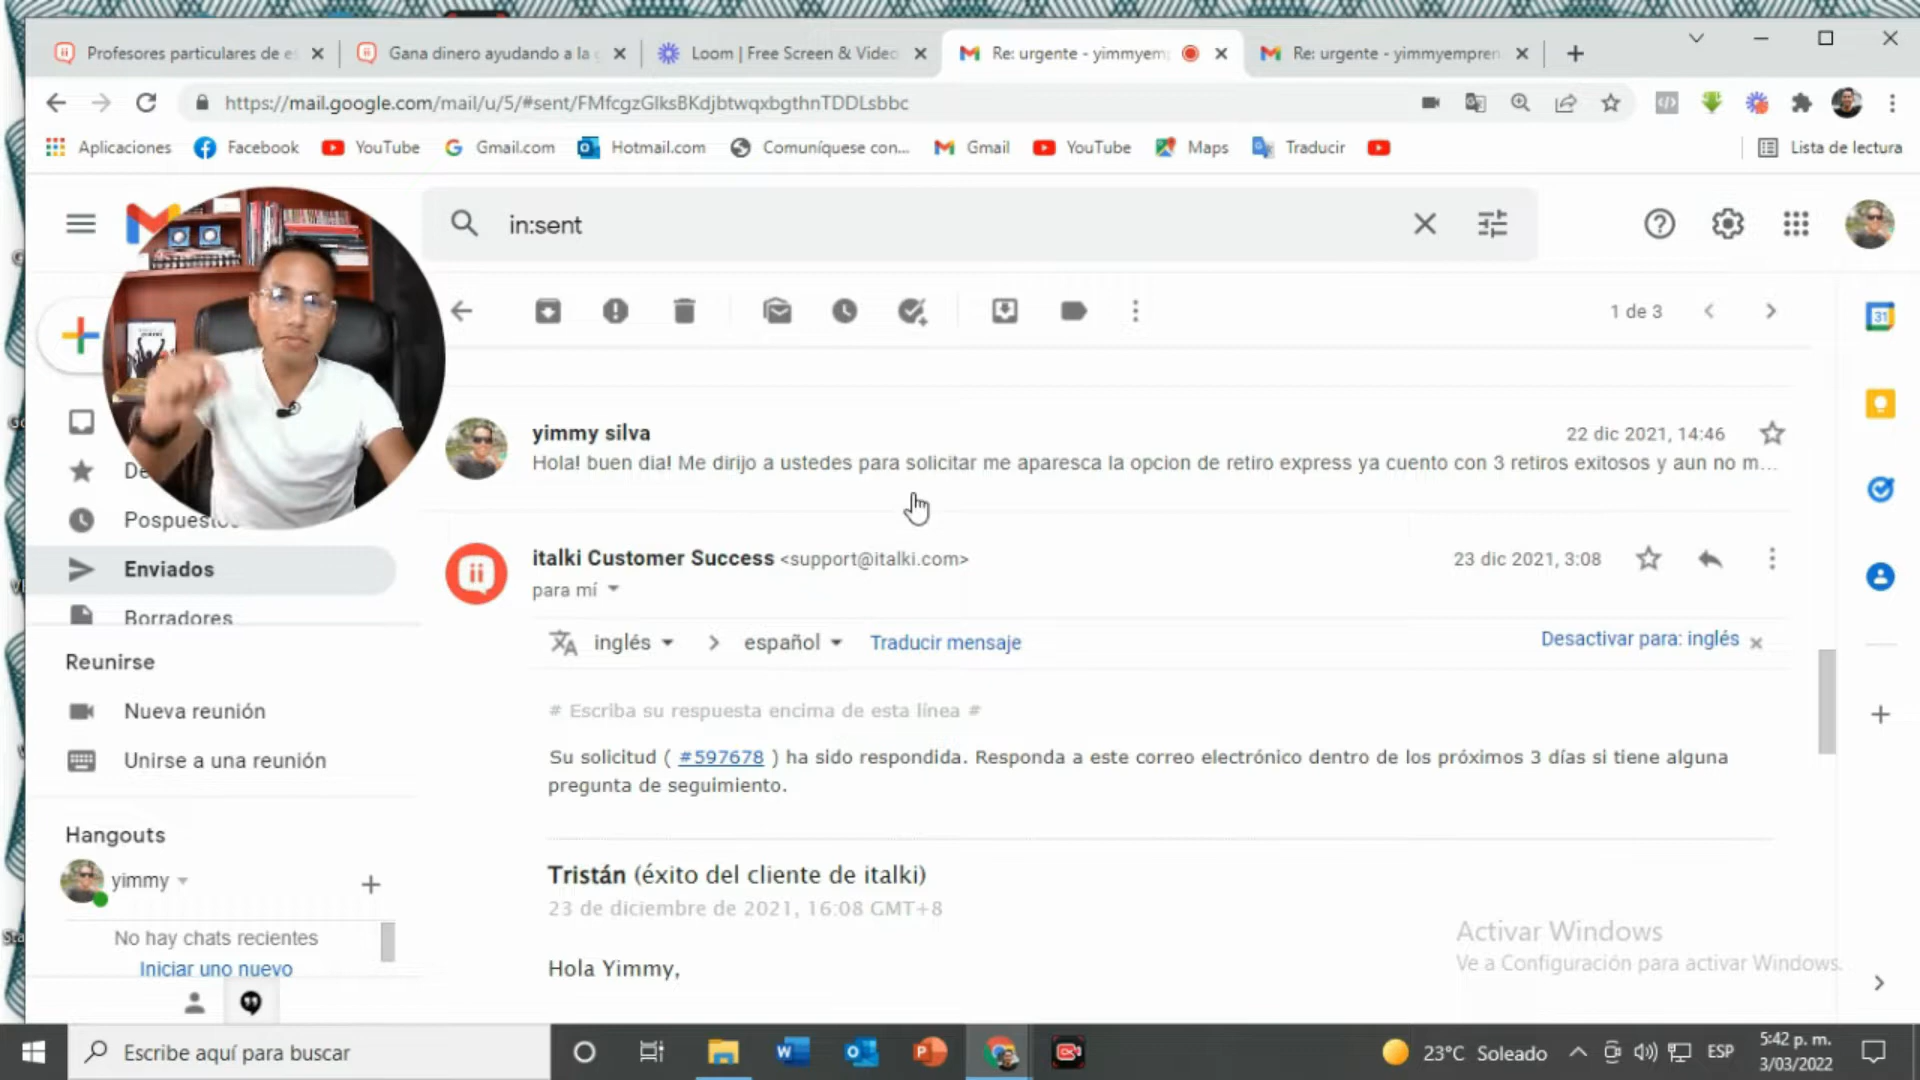 Profesores particulares de es
Gana dinero ayudando a la g
Loom | Free Screen & Video
Re: urgente - yimmyemp
Re: urgente - yimmyempren
https://mail.google.com/mail/u/5/#sent/FMfcgzGlksBKdjbtwqxbgthnTDDLsbbc
Aplicaciones
Facebook
YouTube
Gmail.com
Hotmail.com
Comuníquese con...
Gmail
YouTube
Maps
Traducir
Lista de lectura
in:sent
1 de 3
31
De
Pospuestos
Enviados
Borradores
Reunirse
Nueva reunión
Unirse a una reunión
Hangouts
yimmy
No hay chats recientes
Iniciar uno nuevo
yimmy silva
22 dic 2021, 14:46
Hola! buen dia! Me dirijo a ustedes para solicitar me aparesca la opcion de retiro express ya cuento con 3 retiros exitosos y aun no m...
italki Customer Success <support@italki.com>
23 dic 2021, 3:08
para mí
inglés > español Traducir mensaje
Desactivar para: inglés ×
# Escriba su respuesta encima de esta línea #
Su solicitud ( #597678 ) ha sido respondida. Responda a este correo electrónico dentro de los próximos 3 días si tiene alguna
pregunta de seguimiento.
Tristán (éxito del cliente de italki)
23 de diciembre de 2021, 16:08 GMT+8
Hola Yimmy,
Activar Windows
Ve a Configuración para activar Windows.
Escribe aquí para buscar
23°C Soleado
ESP
5:42 p. m.
3/03/2022